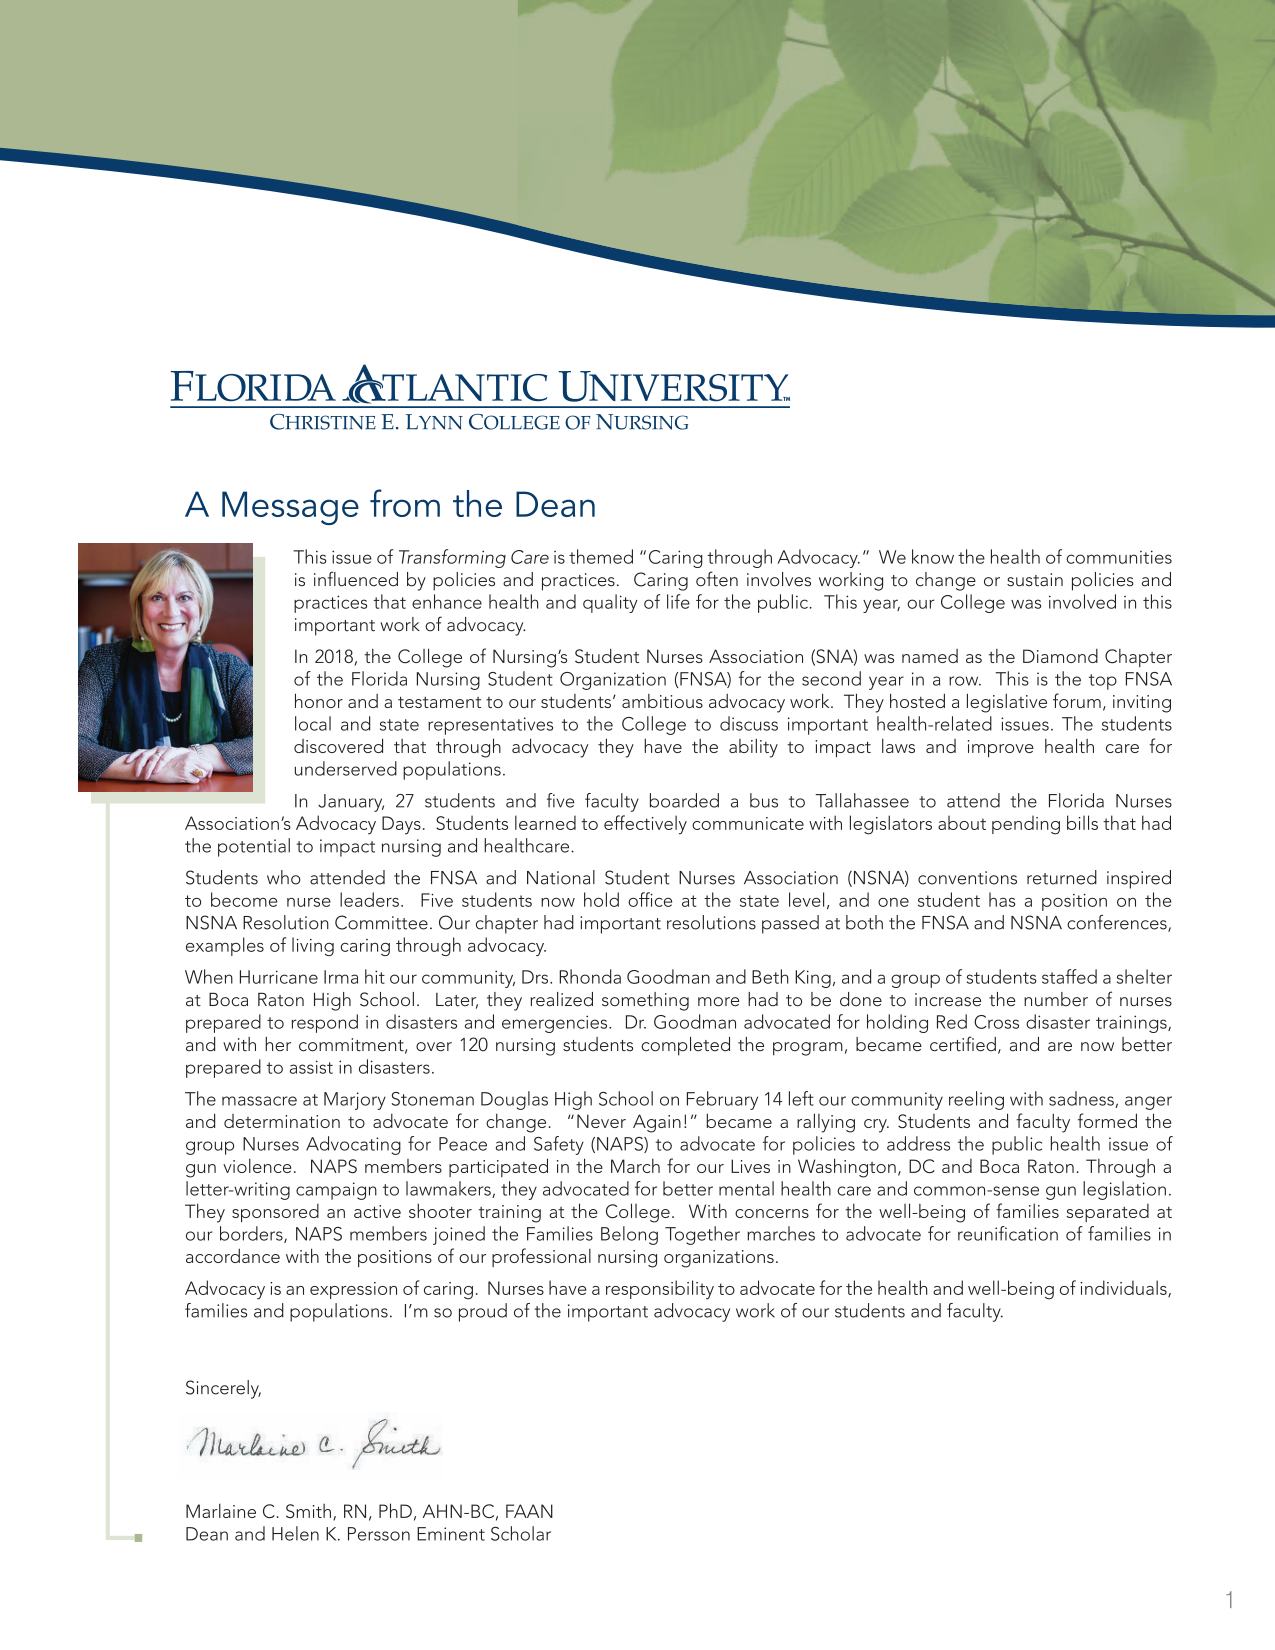 FLORIDA ATLANTIC UNIVERSITY™
CHRISTINE E. LYNN COLLEGE OF NURSING
A Message from the Dean
This issue of Transforming Care is themed “Caring through Advocacy.”  We know the health of communities
is influenced by policies and practices.  Caring often involves working to change or sustain policies and
practices that enhance health and quality of life for the public.  This year, our College was involved in this
important work of advocacy.
In 2018, the College of Nursing’s Student Nurses Association (SNA) was named as the Diamond Chapter
of the Florida Nursing Student Organization (FNSA) for the second year in a row.  This is the top FNSA
honor and a testament to our students’ ambitious advocacy work.  They hosted a legislative forum, inviting
local and state representatives to the College to discuss important health-related issues. The students
discovered that through advocacy they have the ability to impact laws and improve health care for
underserved populations.
In January, 27 students and five faculty boarded a bus to Tallahassee to attend the Florida Nurses
Association’s Advocacy Days.  Students learned to effectively communicate with legislators about pending bills that had
the potential to impact nursing and healthcare.
Students who attended the FNSA and National Student Nurses Association (NSNA) conventions returned inspired
to become nurse leaders.  Five students now hold office at the state level, and one student has a position on the
NSNA Resolution Committee. Our chapter had important resolutions passed at both the FNSA and NSNA conferences,
examples of living caring through advocacy.
When Hurricane Irma hit our community, Drs. Rhonda Goodman and Beth King, and a group of students staffed a shelter
at Boca Raton High School.  Later, they realized something more had to be done to increase the number of nurses
prepared to respond in disasters and emergencies.  Dr. Goodman advocated for holding Red Cross disaster trainings,
and with her commitment, over 120 nursing students completed the program, became certified, and are now better
prepared to assist in disasters.
The massacre at Marjory Stoneman Douglas High School on February 14 left our community reeling with sadness, anger
and determination to advocate for change.  “Never Again!” became a rallying cry. Students and faculty formed the
group Nurses Advocating for Peace and Safety (NAPS) to advocate for policies to address the public health issue of
gun violence.  NAPS members participated in the March for our Lives in Washington, DC and Boca Raton. Through a
letter-writing campaign to lawmakers, they advocated for better mental health care and common-sense gun legislation.
They sponsored an active shooter training at the College.  With concerns for the well-being of families separated at
our borders, NAPS members joined the Families Belong Together marches to advocate for reunification of families in
accordance with the positions of our professional nursing organizations.
Advocacy is an expression of caring.  Nurses have a responsibility to advocate for the health and well-being of individuals,
families and populations.  I’m so proud of the important advocacy work of our students and faculty.
Sincerely,
Marlaine C. Smith
Marlaine C. Smith, RN, PhD, AHN-BC, FAAN
Dean and Helen K. Persson Eminent Scholar
1